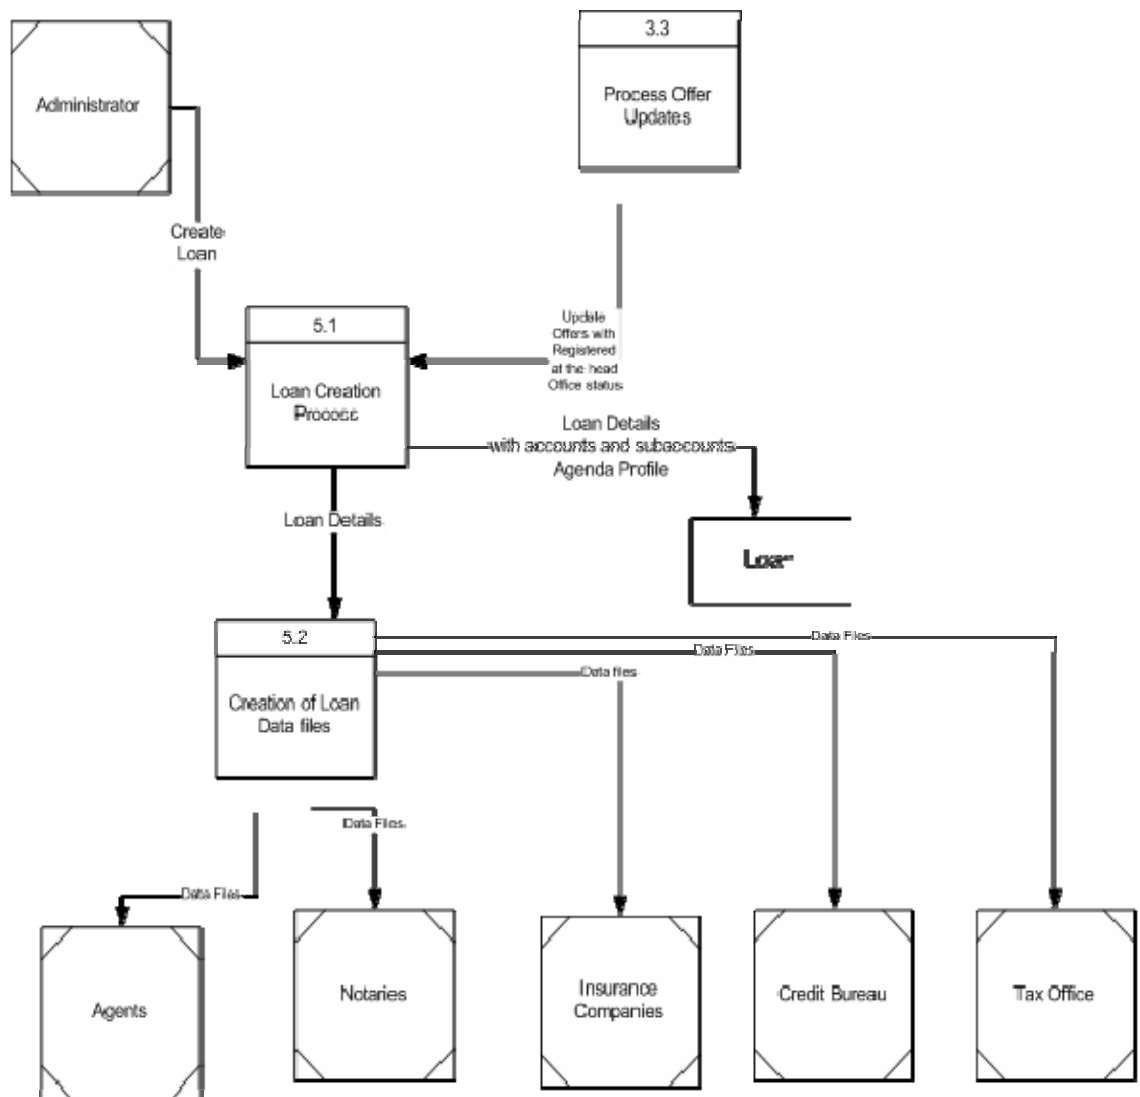 3.3
Administrator
Process Offer
Updates
Create
Loan
5.1
Update
Offers with
Registered
at the head
Office status
Loan Creation
Process
Loan Details
with accounts and subaccounts
Agenda Profile
Loan Details
Loan
5.2
Data Files
Data Files
Data files
Creation of Loan
Data files
Data Files
Data Files
Agents
Notaries
Insurance
Companies
Credit Bureau
Tax Office